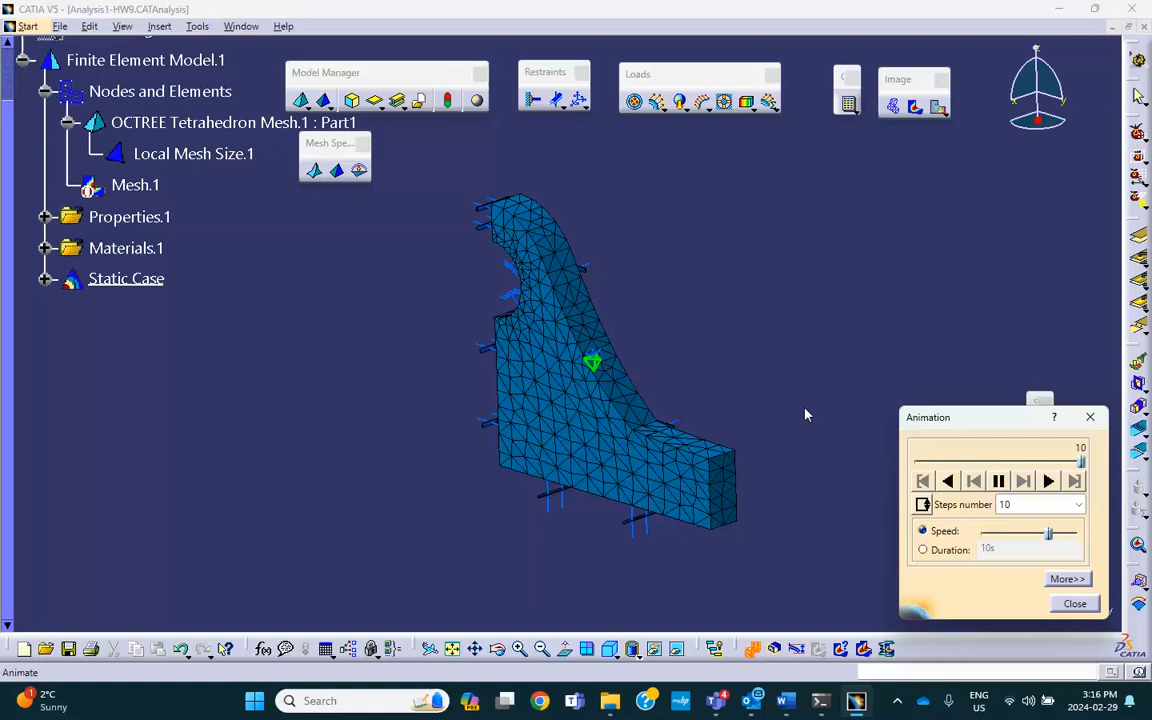 CATIA V5 - [Analysis1-HW9.CATAnalysis]
Start File Edit View Insert Tools Window Help
Finite Element Model.1
Nodes and Elements
OCTREE Tetrahedron Mesh.1 : Part1
Local Mesh Size.1
Mesh.1
Properties.1
Materials.1
Static Case
Model Manager
Restraints
Loads
Image
Mesh Spe...
Animation
?
10
Steps number 10
Speed:
Duration: 10s
More>>
Close
Animate
CATIA
2°C
Sunny
Search
ENG
US
3:16 PM
2024-02-29